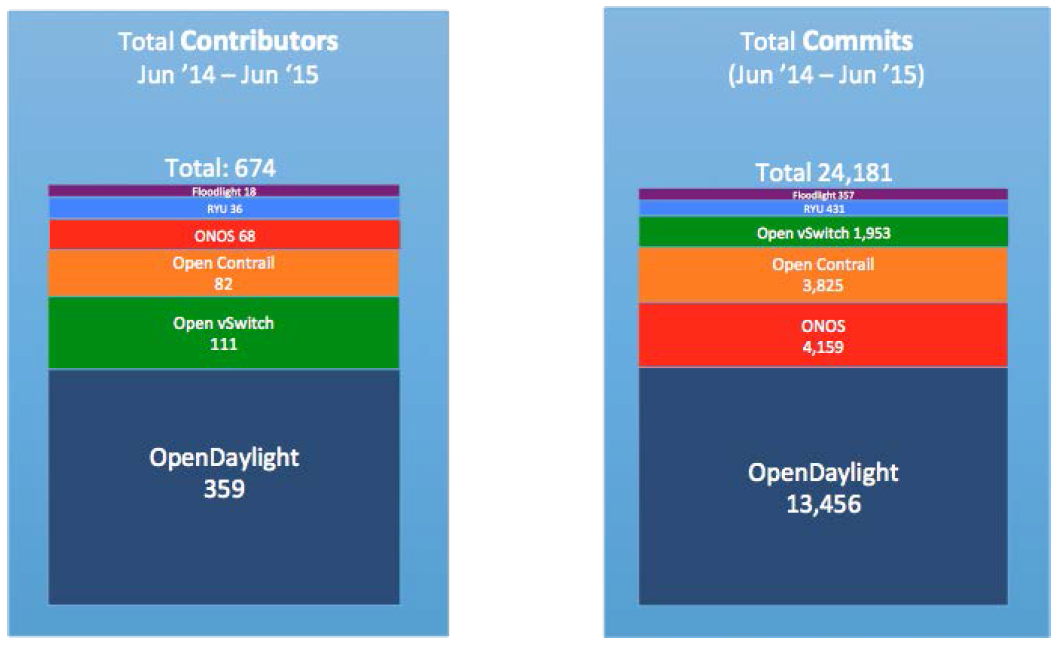 Total Contributors
Jun ’14 – Jun ‘15
Total: 674
Floodlight 18
RYU 36
ONOS 68
Open Contrail
82
Open vSwitch
111
OpenDaylight
359
Total Commits
(Jun ’14 – Jun ’15)
Total 24,181
Floodlight 357
RYU 431
Open vSwitch 1,953
Open Contrail
3,825
ONOS
4,159
OpenDaylight
13,456